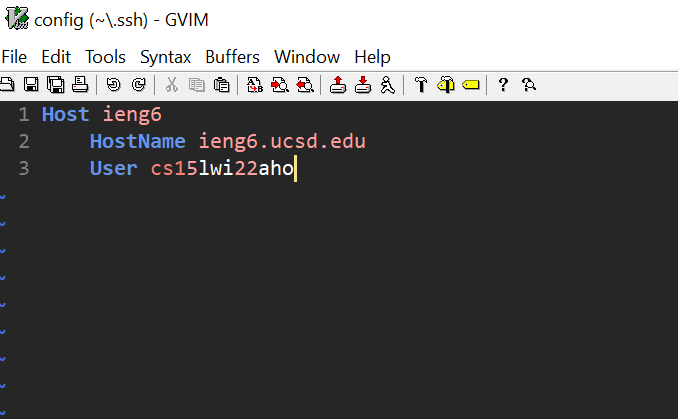 config (~\.ssh) - GVIM
File Edit Tools Syntax Buffers Window Help
1 Host ieng6
2 HostName ieng6.ucsd.edu
3 User cs15lwi22aho
~
~
~
~
~
~
~
~
~